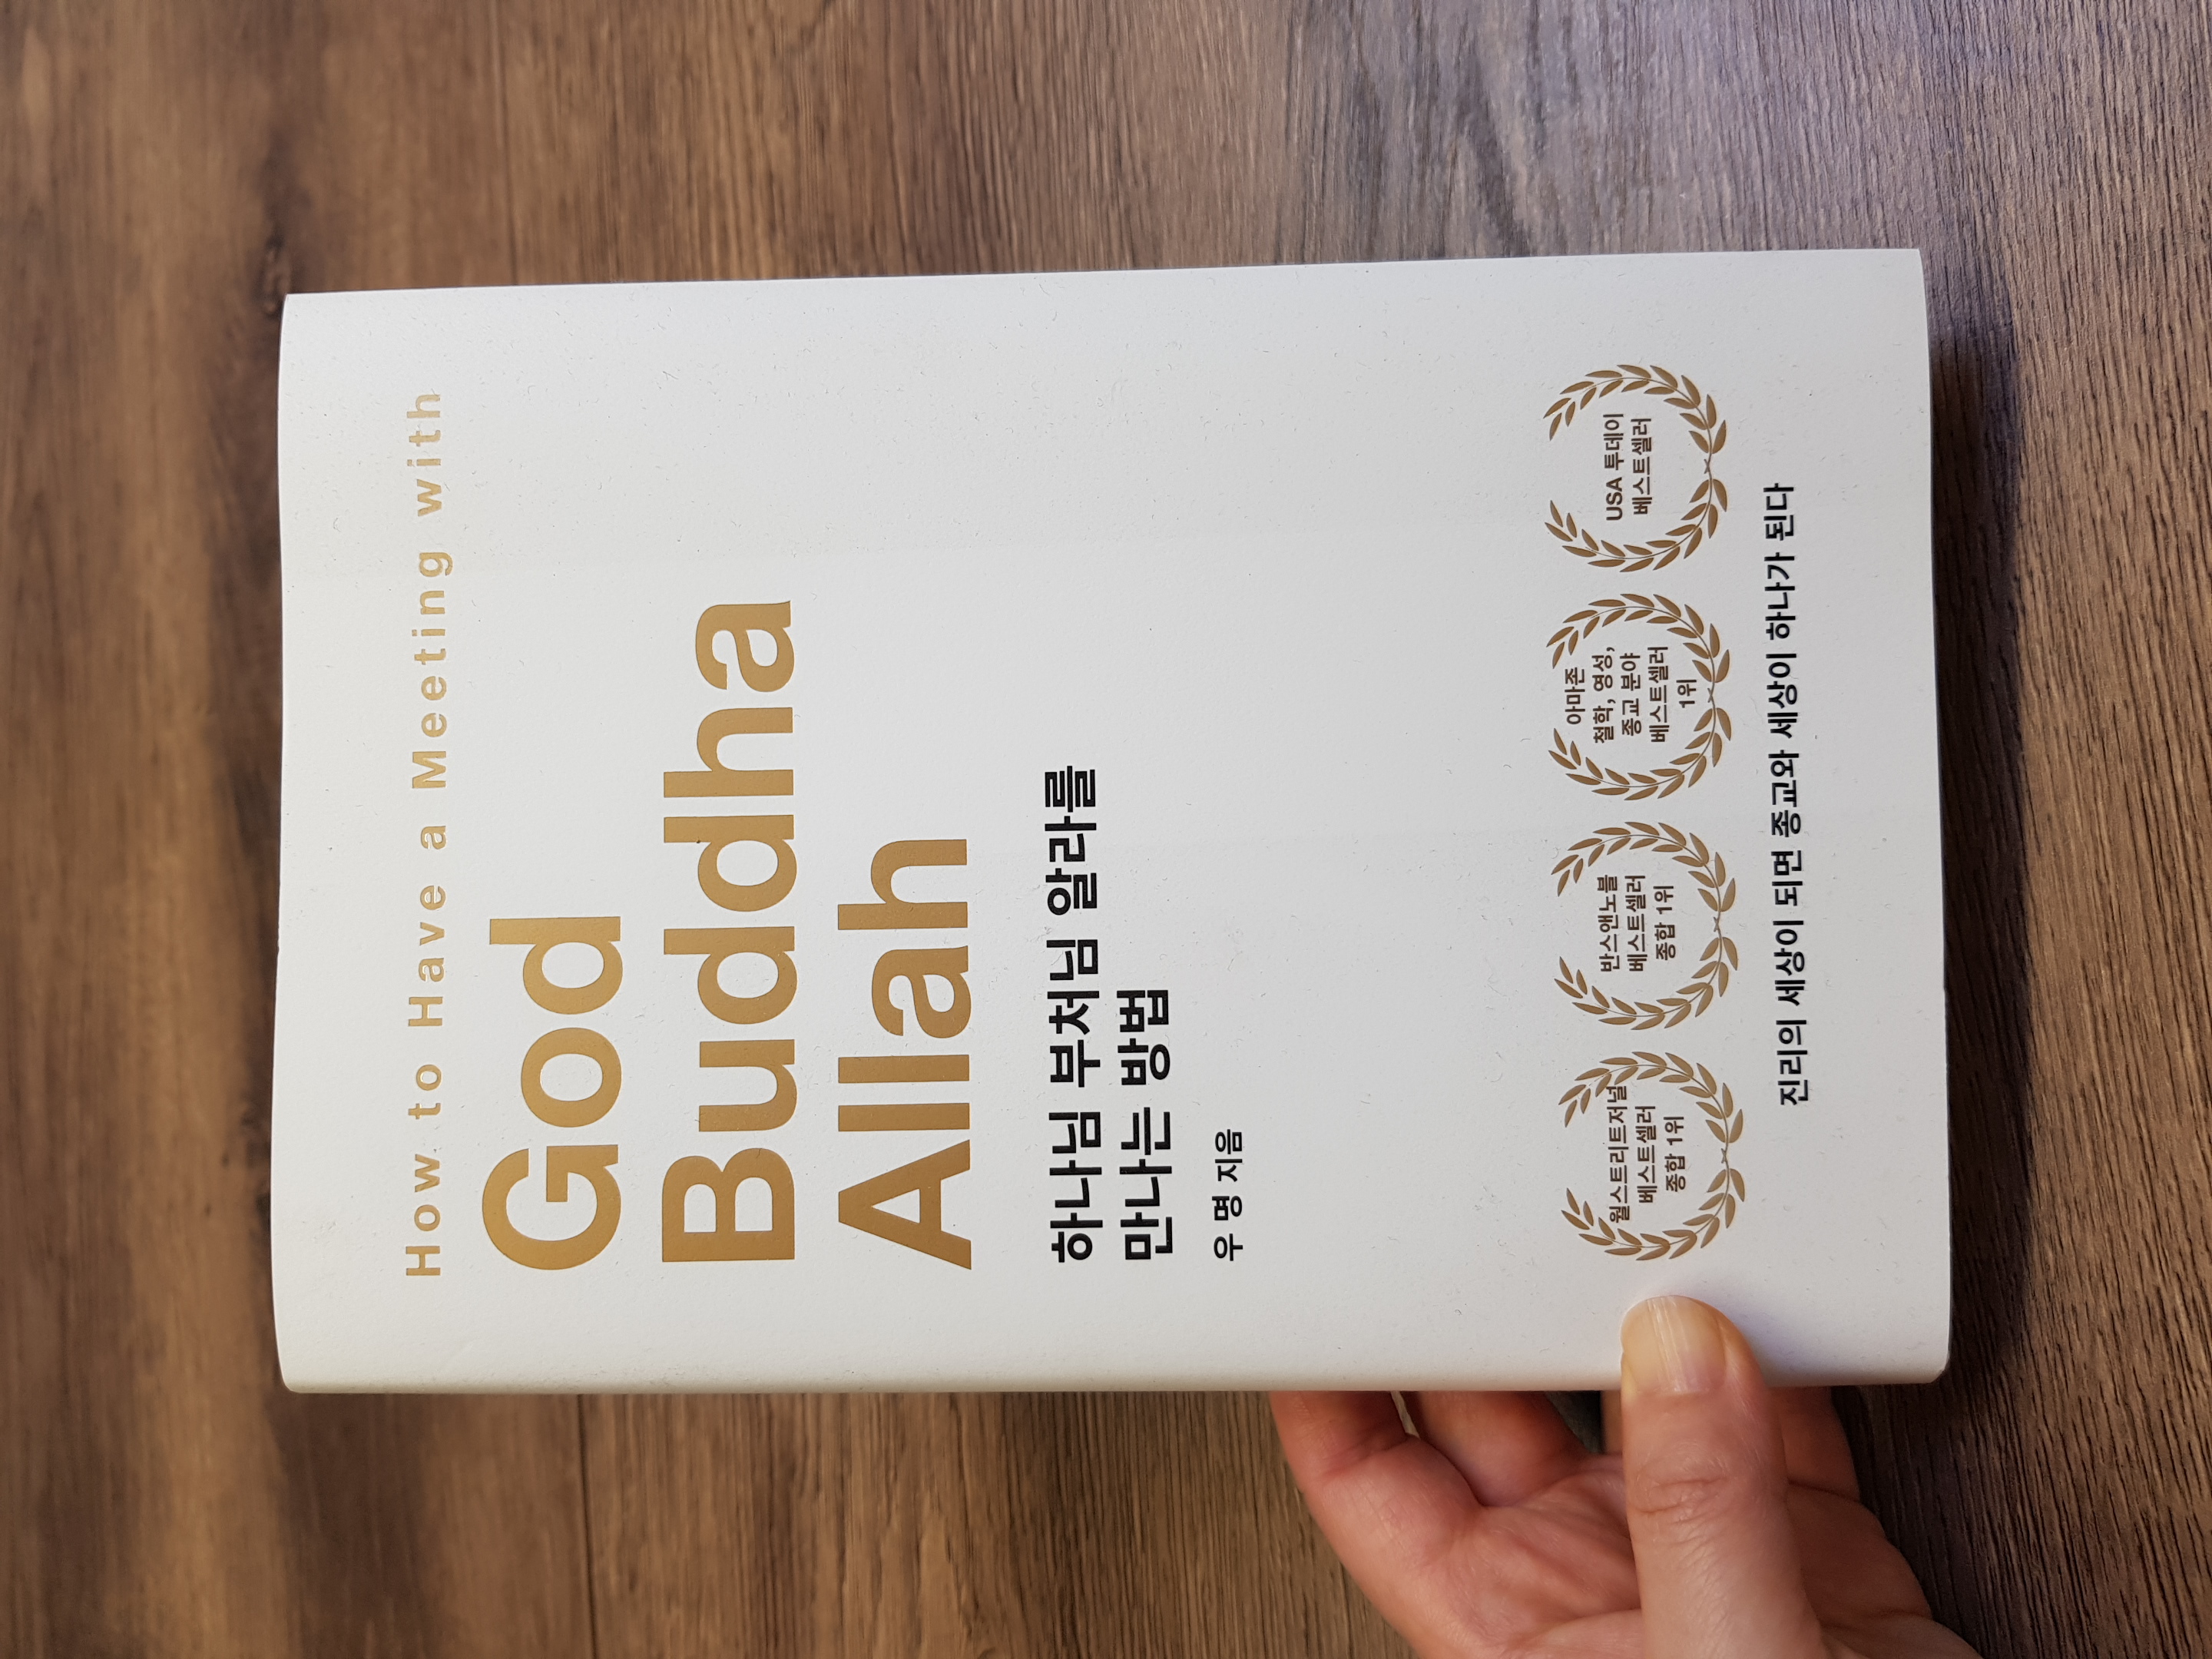 How to Have a Meeting with
God
Buddha
Allah
하나님 부처님 알라를
만나는 방법
우 명 지음
월스트리트저널
베스트셀러
종합 1위
반스앤노블
베스트셀러
종합 1위
아마존
철학, 영성,
종교 분야
베스트셀러
1위
USA 투데이
베스트셀러
진리의 세상이 되면 종교와 세상이 하나가 된다